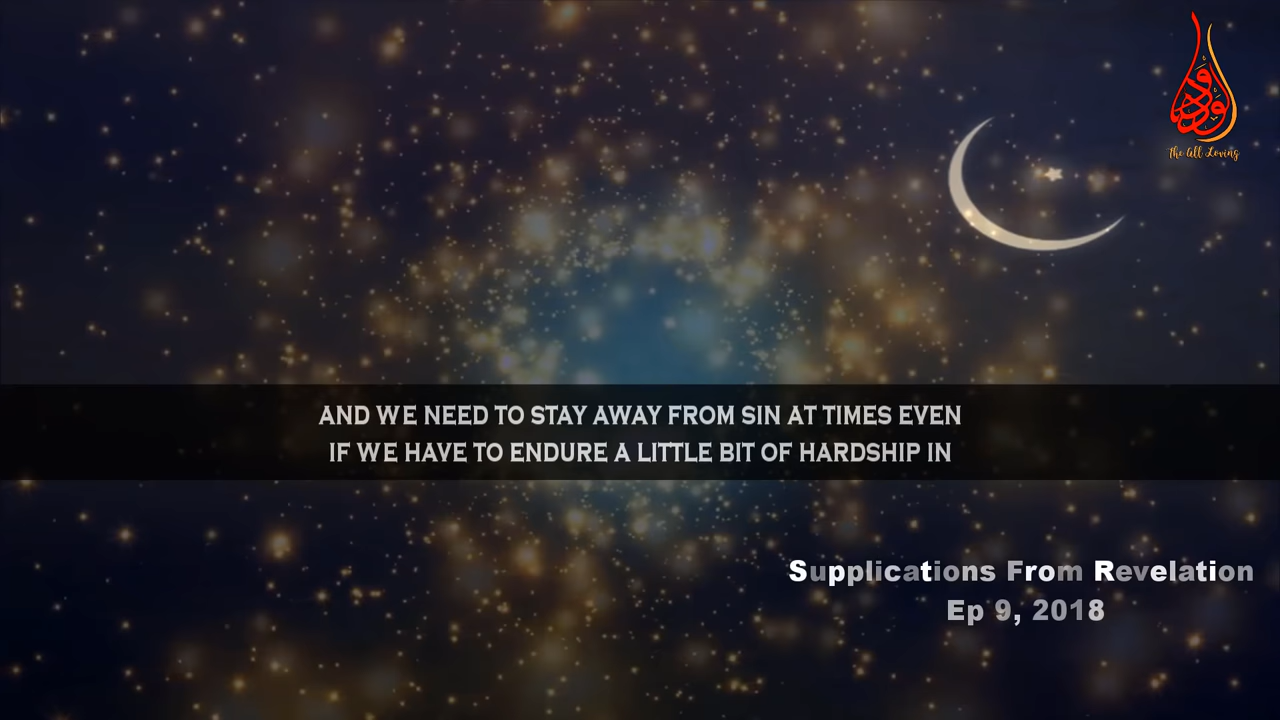 الودود
The All Loving
AND WE NEED TO STAY AWAY FROM SIN AT TIMES EVEN
IF WE HAVE TO ENDURE A LITTLE BIT OF HARDSHIP IN
Supplications From Revelation
Ep 9, 2018